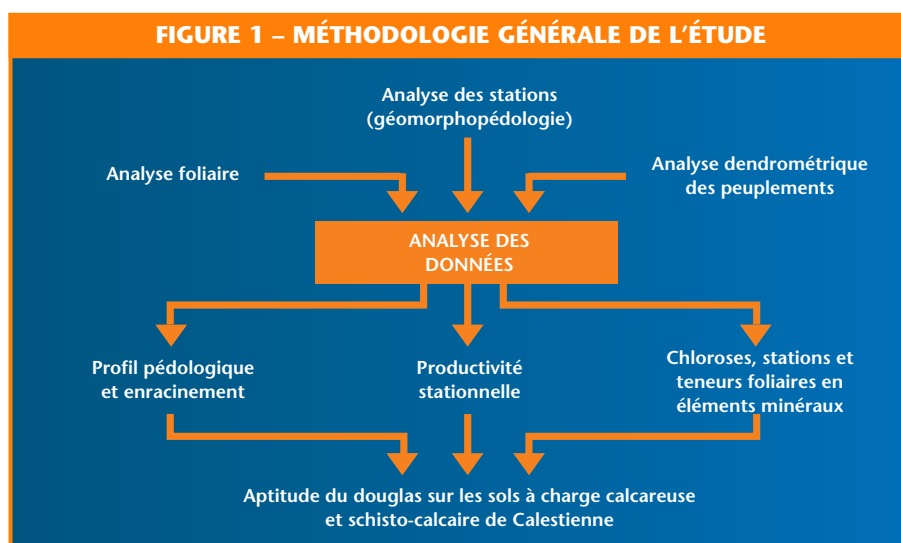 FIGURE 1 – MÉTHODOLOGIE GÉNÉRALE DE L'ÉTUDE
Analyse des stations
(géomorphopédologie)
Analyse foliaire
Analyse dendrométrique
des peuplements
ANALYSE DES
DONNÉES
Profil pédologique
et enracinement
Productivité
stationnelle
Chloroses, stations et
teneurs foliaires en
éléments minéraux
Aptitude du douglas sur les sols à charge calcareuse
et schisto-calcaire de Calestienne